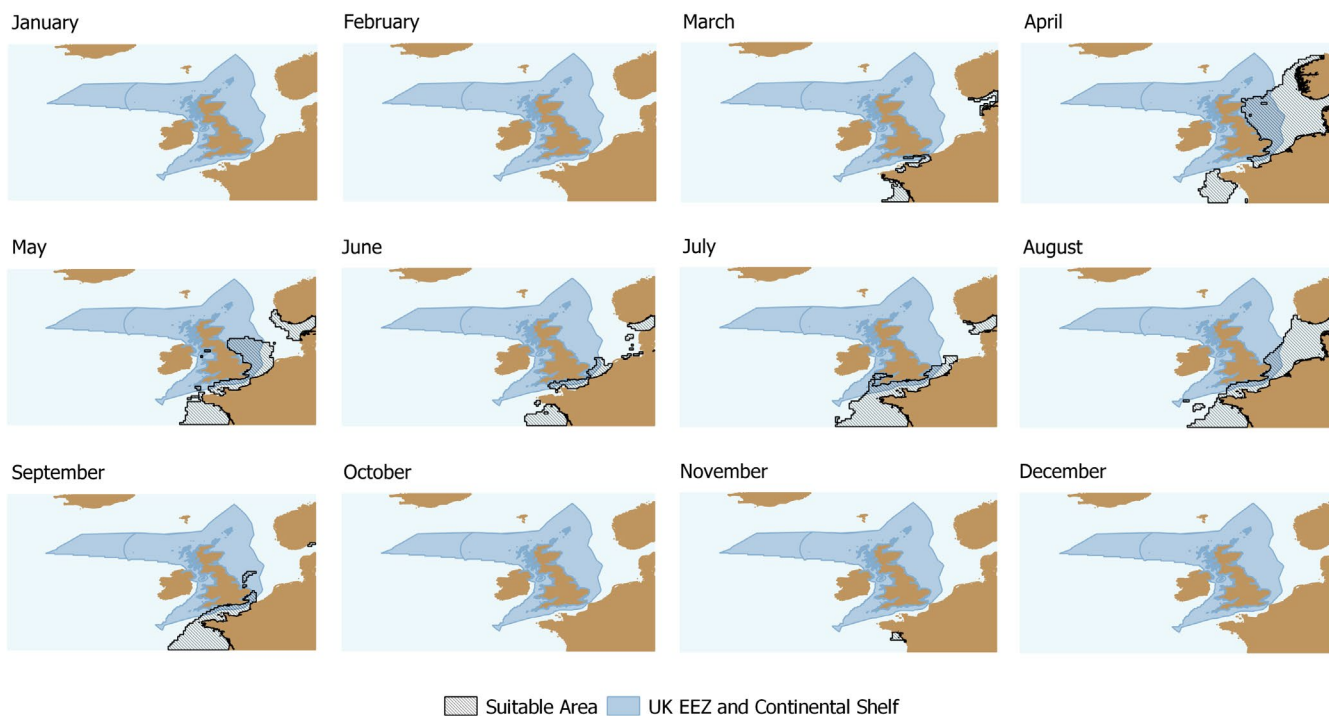 January
February
March
April
May
June
July
August
September
October
November
December
Suitable Area
UK EEZ and Continental Shelf